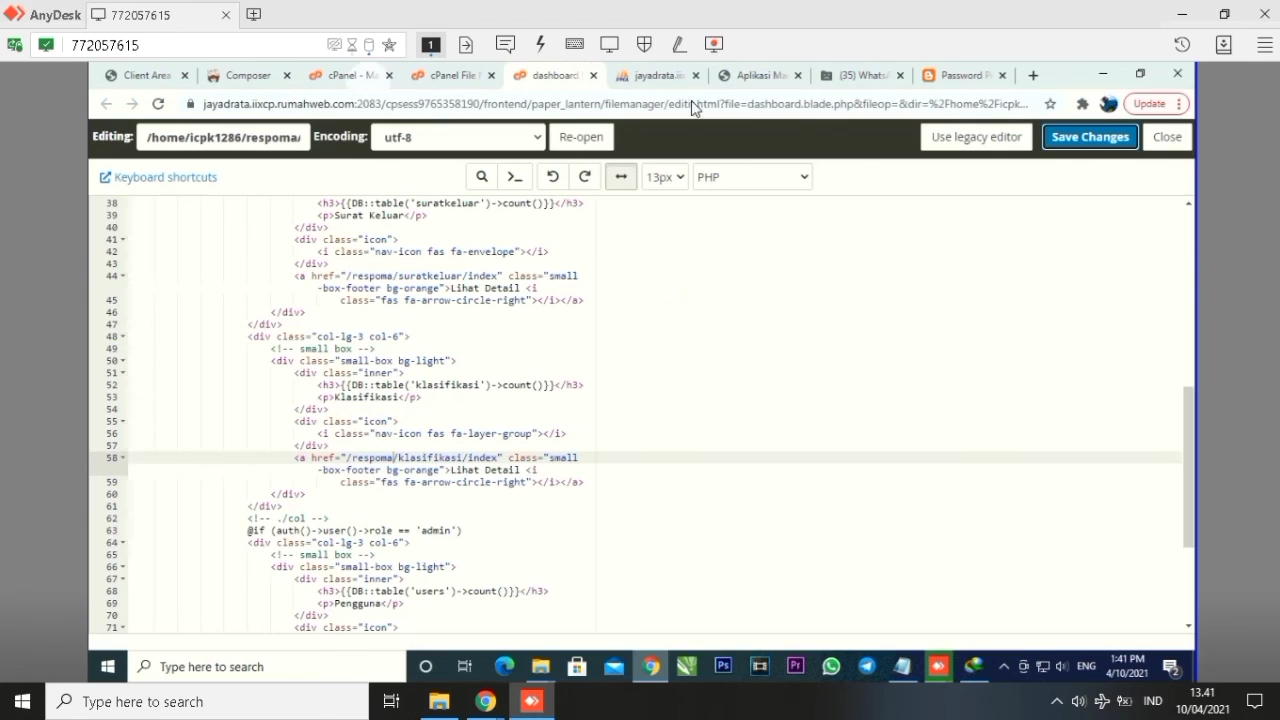 AnyDesk
772057615
772057615
1
Client Area
Composer
cPanel - Ma
cPanel File M
dashboard
jayadrata.iix
Aplikasi Ma
(35) Whats
Password P
jayadrata.iixcp.rumahweb.com:2083/cpsess9765358190/frontend/paper_lantern/filemanager/edit
html?file=dashboard.blade.php&fileop=&dir=%2Fhome%2Ficpk...
Update
Editing:
/home/icpk1286/respoma/
Encoding:
utf-8
Re-open
Use legacy editor
Save Changes
Close
Keyboard shortcuts
13px
PHP
38 <h3>{{DB::table('suratkeluar')->count()}}</h3>
39 <p>Surat Keluar</p>
40 </div>
41 <div class="icon">
42 <i class="nav-icon fas fa-envelope"></i>
43 </div>
44 <a href="/respoma/suratkeluar/index" class="small
-box-footer bg-orange">Lihat Detail <i
45 class="fas fa-arrow-circle-right"></i></a>
46 </div>
47 </div>
48 <div class="col-lg-3 col-6">
49 <!-- small box -->
50 <div class="small-box bg-light">
51 <div class="inner">
52 <h3>{{DB::table('klasifikasi')->count()}}</h3>
53 <p>Klasifikasi</p>
54 </div>
55 <div class="icon">
56 <i class="nav-icon fas fa-layer-group"></i>
57 </div>
58 <a href="/respoma/klasifikasi/index" class="small
-box-footer bg-orange">Lihat Detail <i
59 class="fas fa-arrow-circle-right"></i></a>
60 </div>
61 </div>
62 <!-- ./col -->
63 @if (auth()->user()->role == 'admin')
64 <div class="col-lg-3 col-6">
65 <!-- small box -->
66 <div class="small-box bg-light">
67 <div class="inner">
68 <h3>{{DB::table('users')->count()}}</h3>
69 <p>Pengguna</p>
70 </div>
71 <div class="icon">
Type here to search
Ps
Pr
ENG
1:41 PM
4/10/2021
2
Type here to search
IND
13.41
10/04/2021